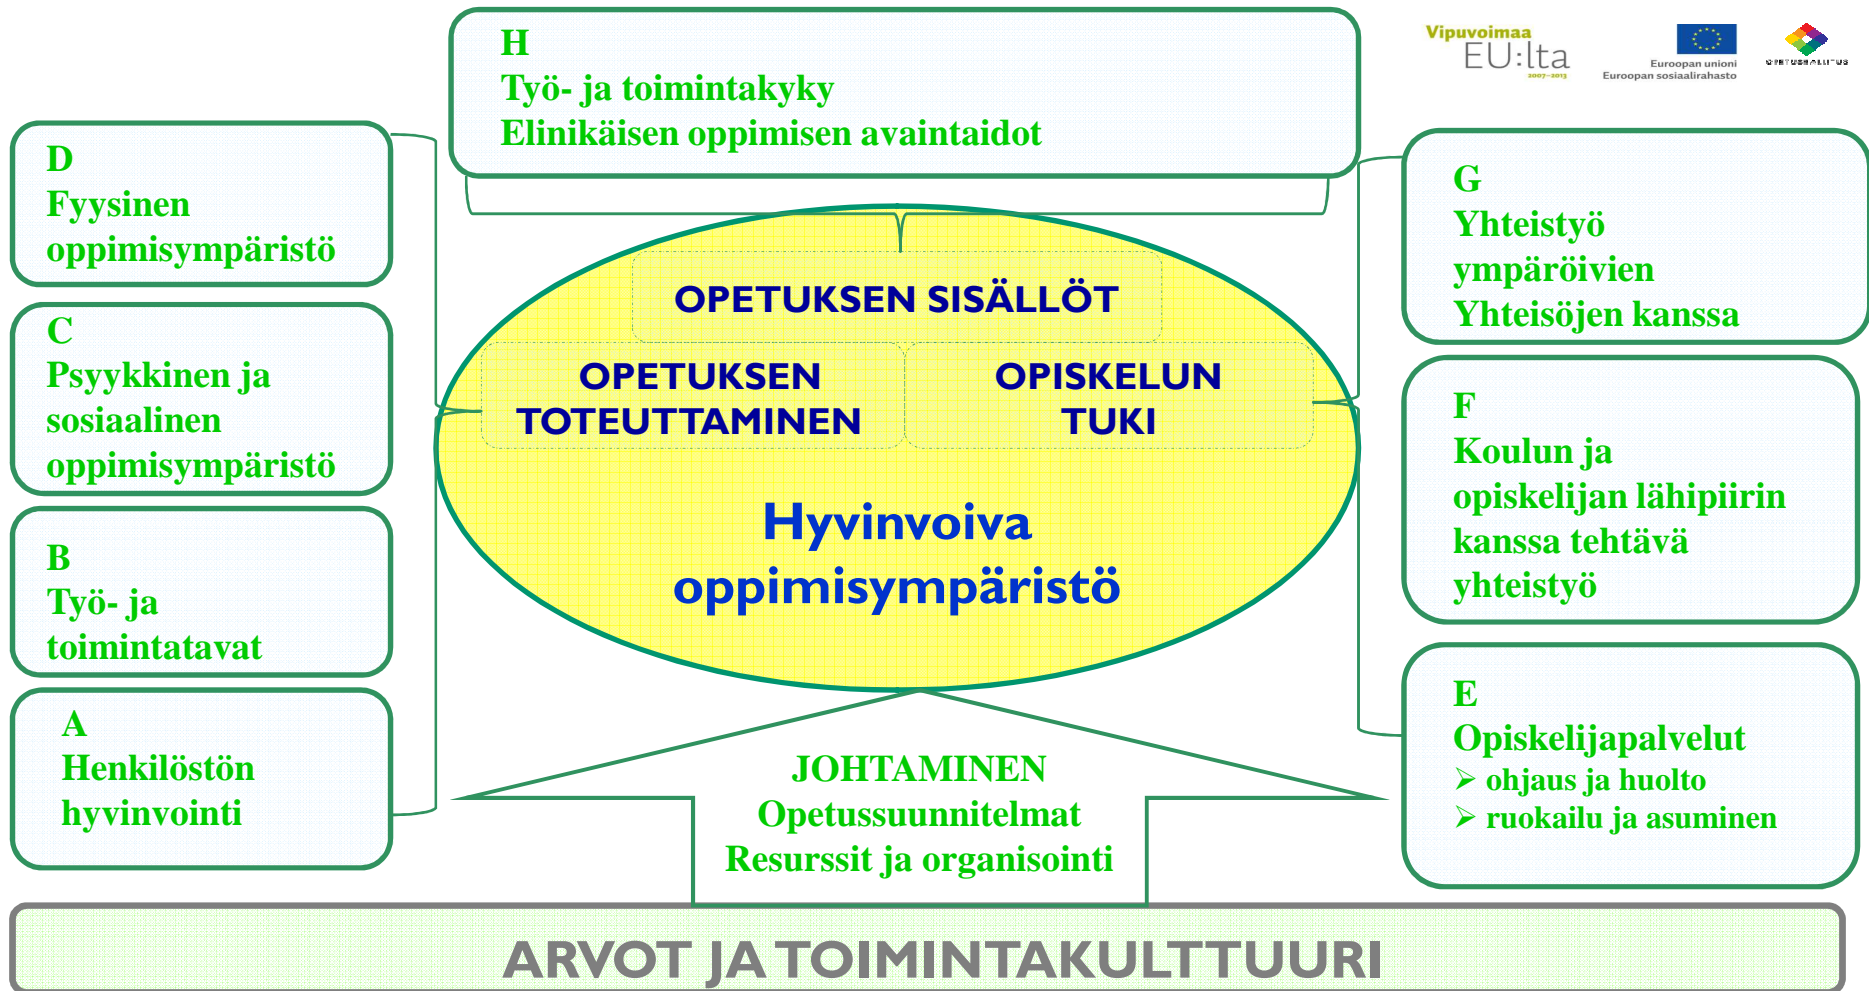 H
Työ- ja toimintakyky
Elinikäisen oppimisen avaintaidot
Vipuvoimaa
EU:lta
2007–2013
Euroopan unioni
Euroopan sosiaalirahasto
OPETUSHALLITUS
D
Fyysinen
oppimisympäristö
C
Psyykkinen ja
sosiaalinen
oppimisympäristö
B
Työ- ja
toimintatavat
A
Henkilöstön
hyvinvointi
OPETUKSEN SISÄLLÖT
OPETUKSEN
TOTEUTTAMINEN
OPISKELUN
TUKI
Hyvinvoiva
oppimisympäristö
JOHTAMINEN
Opetussuunnitelmat
Resurssit ja organisointi
G
Yhteistyö
ympäröivien
Yhteisöjen kanssa
F
Koulun ja
opiskelijan lähipiirin
kanssa tehtävä
yhteistyö
E
Opiskelijapalvelut
➢ ohjaus ja huolto
➢ ruokailu ja asuminen
ARVOT JA TOIMINTAKULTTUURI